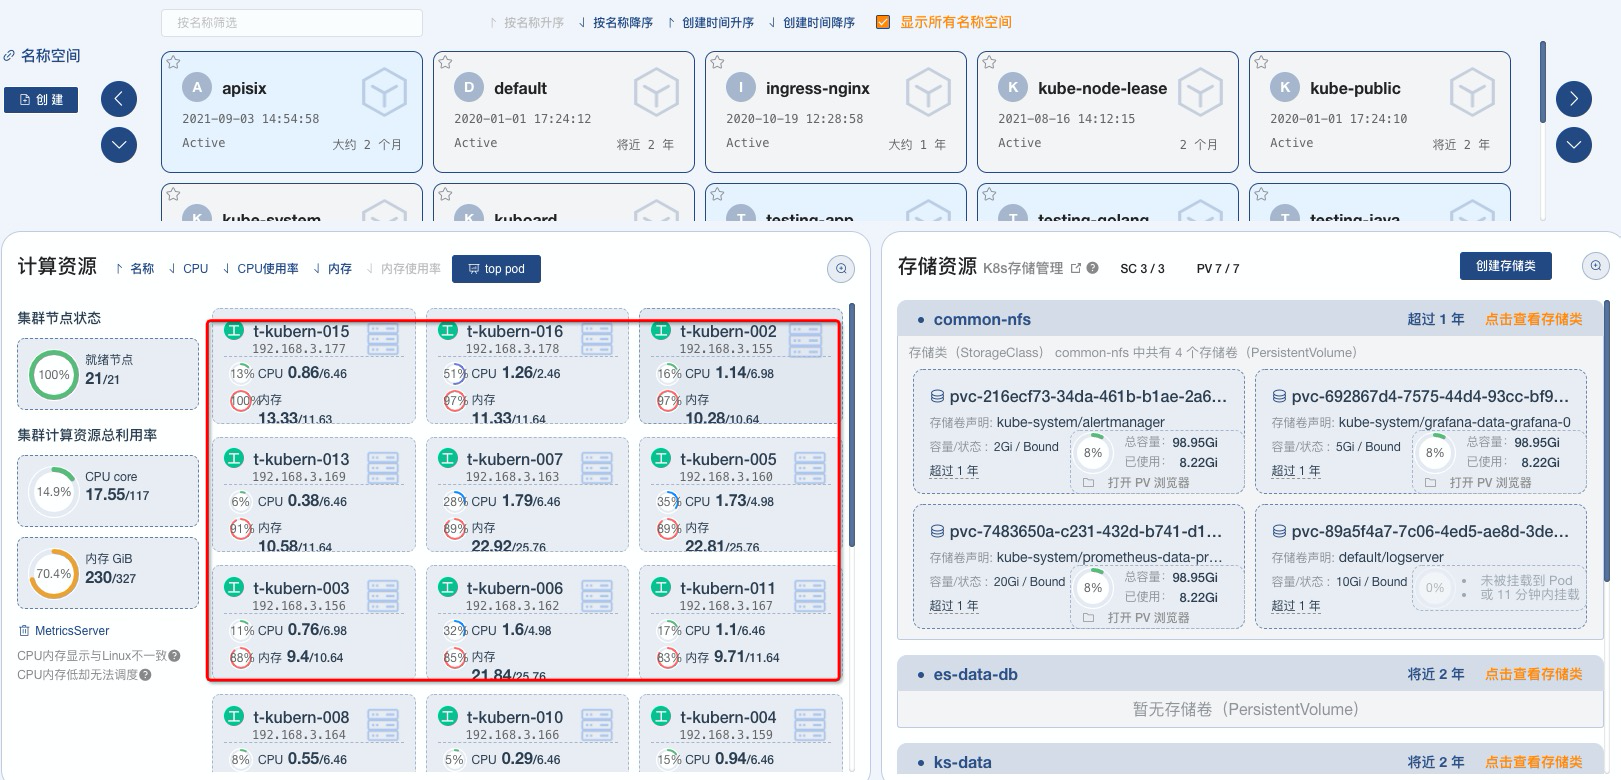 按名称筛选
按名称升序
按名称降序
创建时间升序
创建时间降序
显示所有名称空间
名称空间
创 建
A apisix
2021-09-03 14:54:58
Active 大约 2 个月
D default
2020-01-01 17:24:12
Active 将近 2 年
I ingress-nginx
2020-10-19 12:28:58
Active 大约 1 年
K kube-node-lease
2021-08-16 14:12:15
Active 2 个月
K kube-public
2020-01-01 17:24:10
Active 将近 2 年
K kube-system
K kuboard
T testing-app
T testing-golang
T testing-java
计算资源
名称
CPU
CPU使用率
内存
内存使用率
top pod
集群节点状态
100%
就绪节点
21/21
集群计算资源总利用率
14.9%
CPU core
17.55/117
70.4%
内存 GiB
230/327
MetricsServer
CPU内存显示与Linux不一致
CPU内存低却无法调度
工 t-kubern-015
192.168.3.177
13% CPU 0.86/6.46
100% 内存
13.33/11.63
工 t-kubern-016
192.168.3.178
51% CPU 1.26/2.46
97% 内存
11.33/11.64
工 t-kubern-002
192.168.3.155
16% CPU 1.14/6.98
97% 内存
10.28/10.64
工 t-kubern-013
192.168.3.169
6% CPU 0.38/6.46
91% 内存
10.58/11.64
工 t-kubern-007
192.168.3.163
28% CPU 1.79/6.46
89% 内存
22.92/25.76
工 t-kubern-005
192.168.3.160
35% CPU 1.73/4.98
89% 内存
22.81/25.76
工 t-kubern-003
192.168.3.156
11% CPU 0.76/6.98
88% 内存 9.4/10.64
工 t-kubern-006
192.168.3.162
32% CPU 1.6/4.98
85% 内存
21.84/25.76
工 t-kubern-011
192.168.3.167
17% CPU 1.1/6.46
83% 内存 9.71/11.64
工 t-kubern-008
192.168.3.164
8% CPU 0.55/6.46
工 t-kubern-010
192.168.3.166
5% CPU 0.29/6.46
工 t-kubern-004
192.168.3.159
15% CPU 0.94/6.46
存储资源 K8s存储管理 SC 3 / 3 PV 7 / 7
创建存储类
common-nfs 超过 1 年 点击查看存储类
存储类（StorageClass） common-nfs 中共有 4 个存储卷（PersistentVolume）
pvc-216ecf73-34da-461b-b1ae-2a6...
存储卷声明: kube-system/alertmanager
容量/状态 : 2Gi / Bound
超过 1 年
8%
总容量: 98.95Gi
已使用: 8.22Gi
打开 PV 浏览器
pvc-692867d4-7575-44d4-93cc-bf9...
存储卷声明: kube-system/grafana-data-grafana-0
容量/状态 : 5Gi / Bound
超过 1 年
8%
总容量: 98.95Gi
已使用: 8.22Gi
打开 PV 浏览器
pvc-7483650a-c231-432d-b741-d1...
存储卷声明: kube-system/prometheus-data-pr...
容量/状态 : 20Gi / Bound
超过 1 年
8%
总容量: 98.95Gi
已使用: 8.22Gi
打开 PV 浏览器
pvc-89a5f4a7-7c06-4ed5-ae8d-3de...
存储卷声明: default/logserver
容量/状态 : 10Gi / Bound
超过 1 年
0%
未被挂载到 Pod
或 11 分钟内挂载
es-data-db 将近 2 年 点击查看存储类
暂无存储卷（PersistentVolume）
ks-data 将近 2 年 点击查看存储类